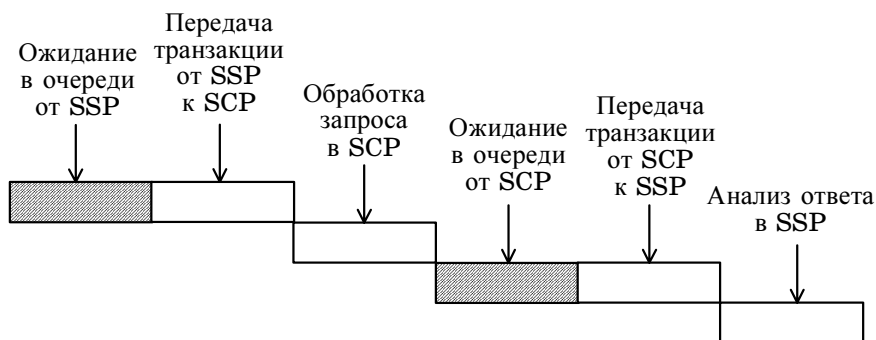 Ожидание
в очереди
от SSP
Передача
транзакции
от SSP
к SCP
Обработка
запроса
в SCP
Ожидание
в очереди
от SCP
Передача
транзакции
от SCP
к SSP
Анализ ответа
в SSP